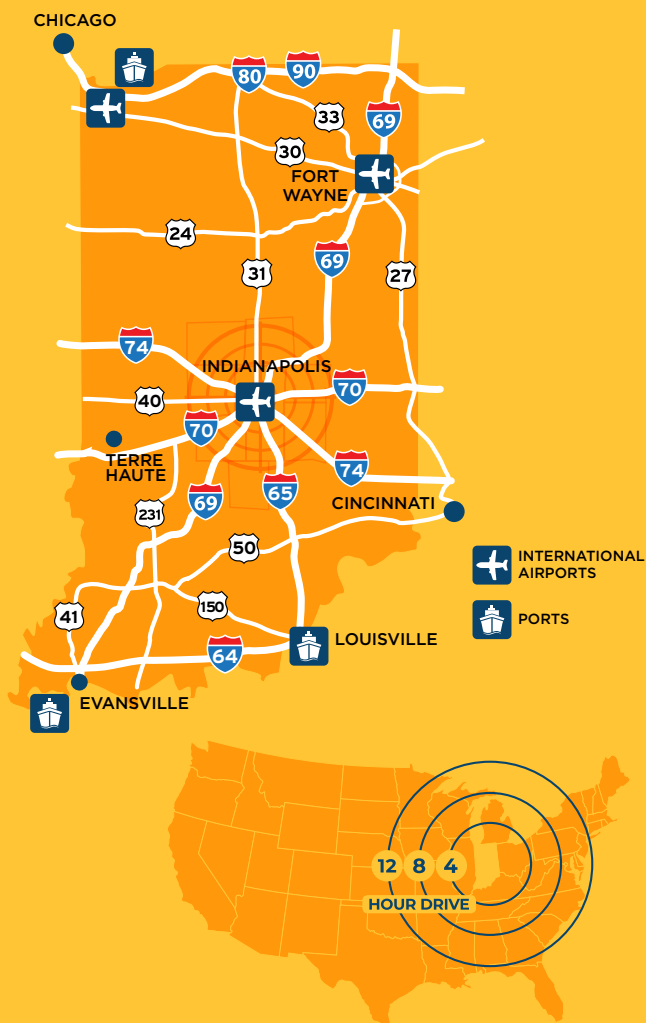 CHICAGO
80
90
33
69
30
FORT
WAYNE
24
69
31
27
74
INDIANAPOLIS
70
40
70
TERRE
HAUTE
74
69
65
CINCINNATI
231
50
INTERNATIONAL
AIRPORTS
150
41
PORTS
LOUISVILLE
64
EVANSVILLE
12 8 4
HOUR DRIVE